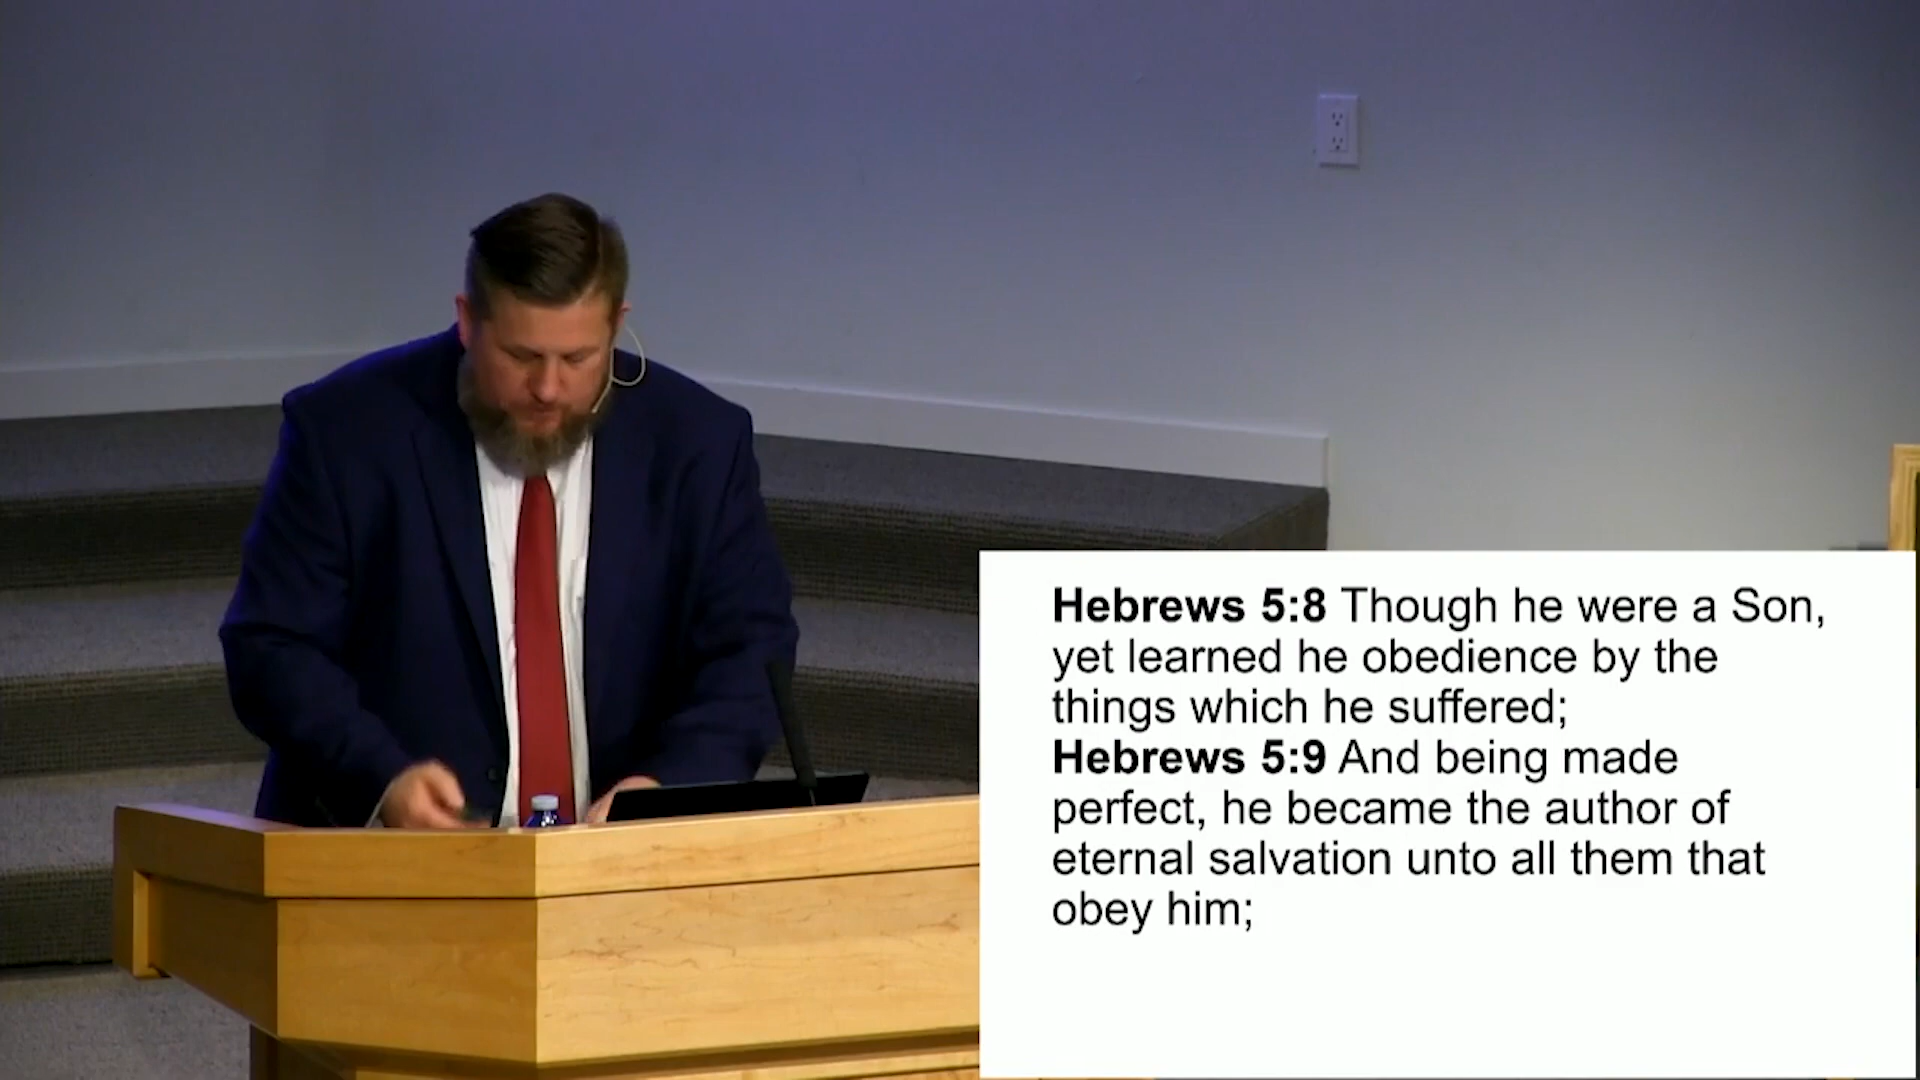 Hebrews 5:8 Though he were a Son,
yet learned he obedience by the
things which he suffered;
Hebrews 5:9 And being made
perfect, he became the author of
eternal salvation unto all them that
obey him;